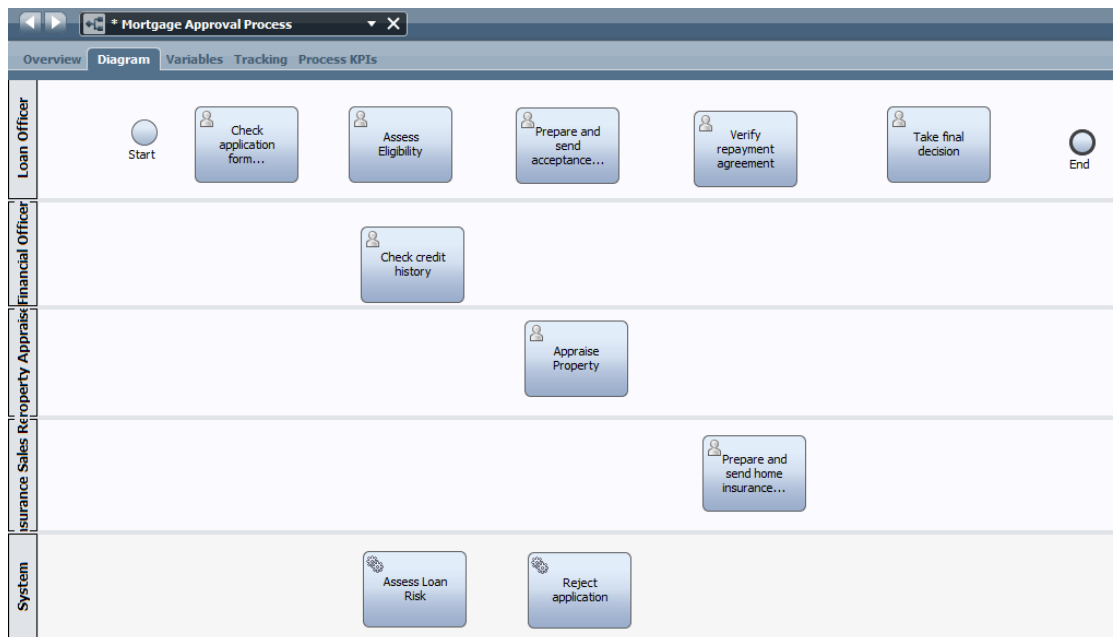 * Mortgage Approval Process
Overview Diagram Variables Tracking Process KPIs
Loan Officer
Start
Check
application
form...
Assess
Eligibility
Prepare and
send
acceptance...
Verify
repayment
agreement
Take final
decision
End
Financial Officer
Check credit
history
roperty Appraise
Appraise
Property
surance Sales Re
Prepare and
send home
insurance...
System
Assess Loan
Risk
Reject
application